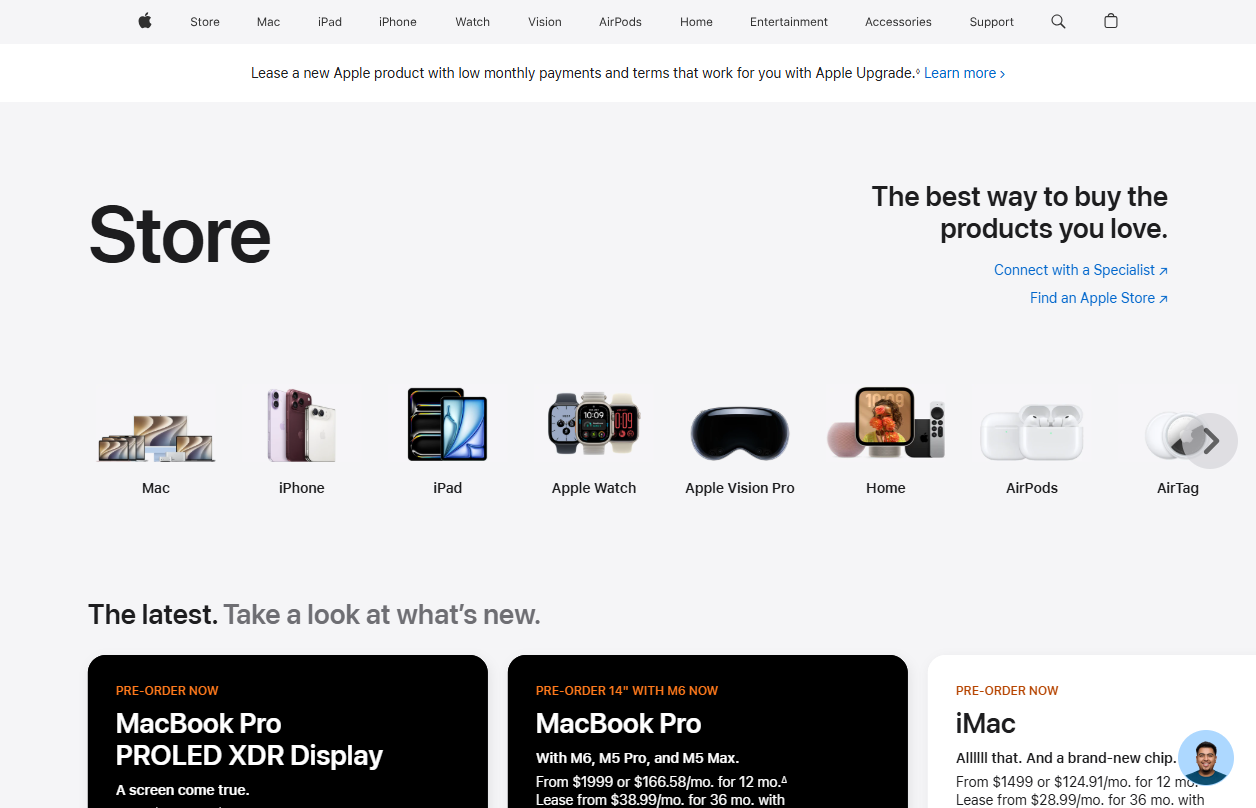 Store Mac iPad iPhone Watch Vision AirPods Home Entertainment Accessories Support
Lease a new Apple product with low monthly payments and terms that work for you with Apple Upgrade.◊ Learn more ›
Store
The best way to buy the
products you love.
Connect with a Specialist ↗
Find an Apple Store ↗
Mac iPhone iPad Apple Watch Apple Vision Pro Home AirPods AirTag
The latest. Take a look at what’s new.
PRE-ORDER NOW
MacBook Pro
PROLED XDR Display
A screen come true.
PRE-ORDER 14" WITH M6 NOW
MacBook Pro
With M6, M5 Pro, and M5 Max.
From $1999 or $166.58/mo. for 12 mo.∆
Lease from $38.99/mo. for 36 mo. with
PRE-ORDER NOW
iMac
Allllll that. And a brand-new chip.
From $1499 or $124.91/mo. for 12 mo.
Lease from $28.99/mo. for 36 mo. with